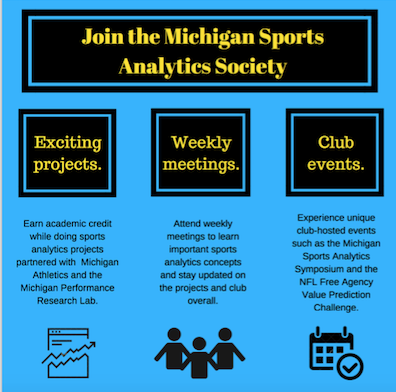 Join the Michigan Sports
Analytics Society
Exciting
projects.
Earn academic credit
while doing sports
analytics projects
partnered with Michigan
Athletics and the
Michigan Performance
Research Lab.
Weekly
meetings.
Attend weekly
meetings to learn
important sports
analytics concepts
and stay updated on
the projects and club
overall.
Club
events.
Experience unique
club-hosted events
such as the Michigan
Sports Analytics
Symposium and the
NFL Free Agency
Value Prediction
Challenge.